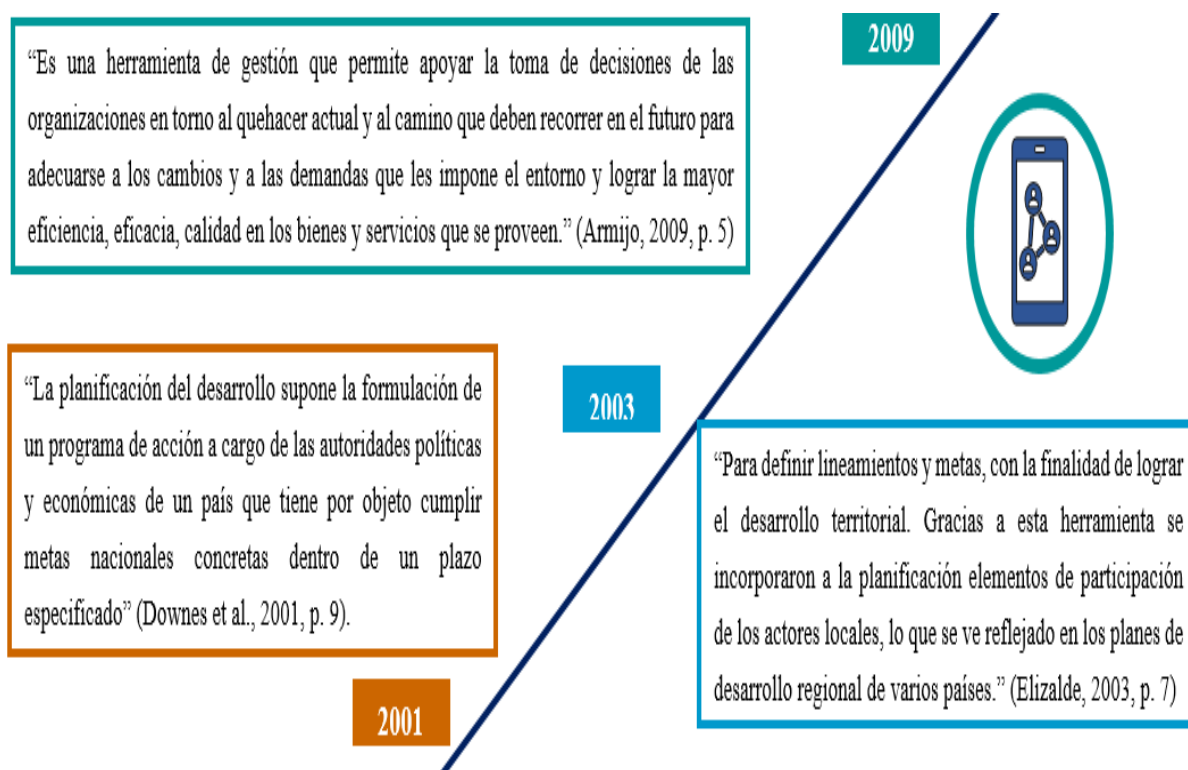 2009
“Es una herramienta de gestión que permite apoyar la toma de decisiones de las
organizaciones en torno al quehacer actual y al camino que deben recorrer en el futuro para
adecuarse a los cambios y a las demandas que les impone el entorno y lograr la mayor
eficiencia, eficacia, calidad en los bienes y servicios que se proveen.” (Armijo, 2009, p. 5)
“La planificación del desarrollo supone la formulación de
un programa de acción a cargo de las autoridades políticas
y económicas de un país que tiene por objeto cumplir
metas nacionales concretas dentro de un plazo
especificado” (Downes et al., 2001, p. 9).
2003
“Para definir lineamientos y metas, con la finalidad de lograr
el desarrollo territorial. Gracias a esta herramienta se
incorporaron a la planificación elementos de participación
de los actores locales, lo que se ve reflejado en los planes de
desarrollo regional de varios países.” (Elizalde, 2003, p. 7)
2001